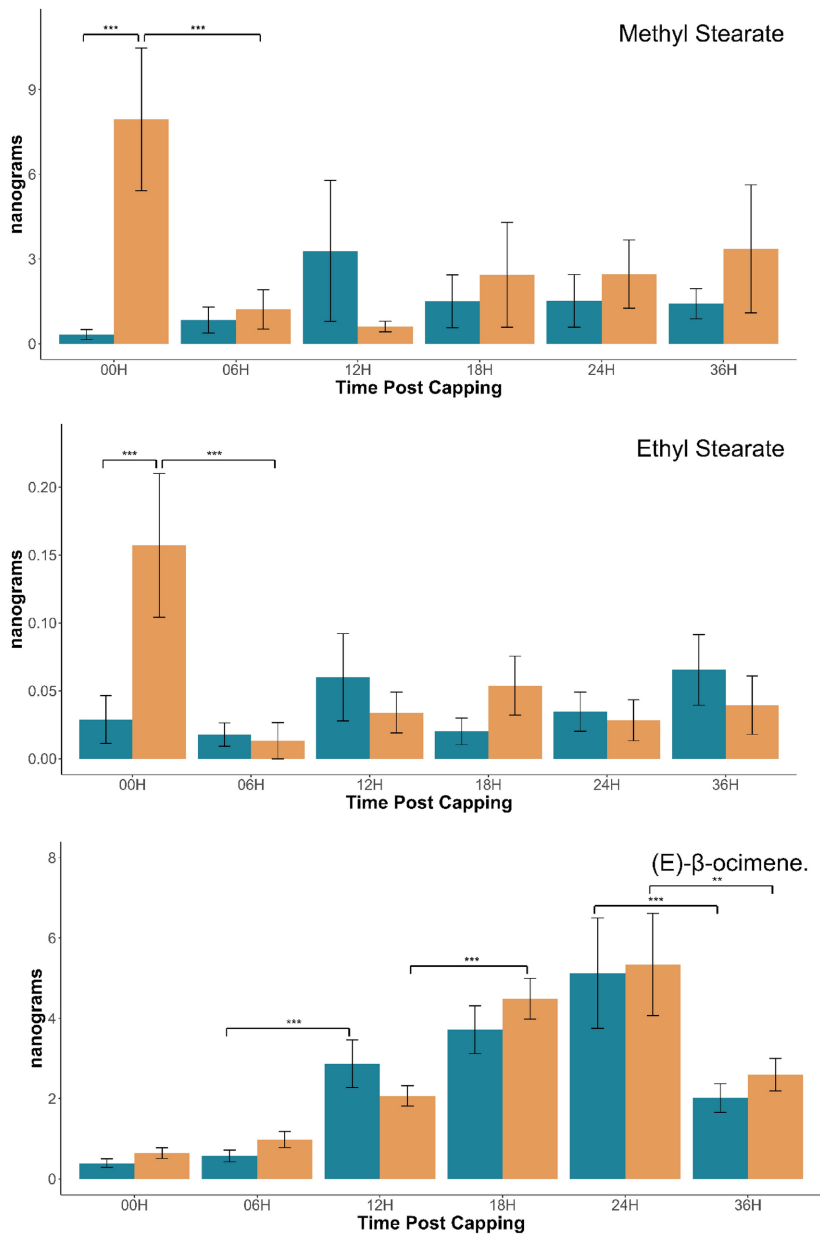 Methyl Stearate
*** ***
9
6
3
0
nanograms
00H 06H 12H 18H 24H 36H
Time Post Capping
Ethyl Stearate
*** ***
0.20
0.15
0.10
0.05
0.00
nanograms
00H 06H 12H 18H 24H 36H
Time Post Capping
(E)-β-ocimene.
8
**
***
6
***
4
***
2
0
nanograms
00H 06H 12H 18H 24H 36H
Time Post Capping